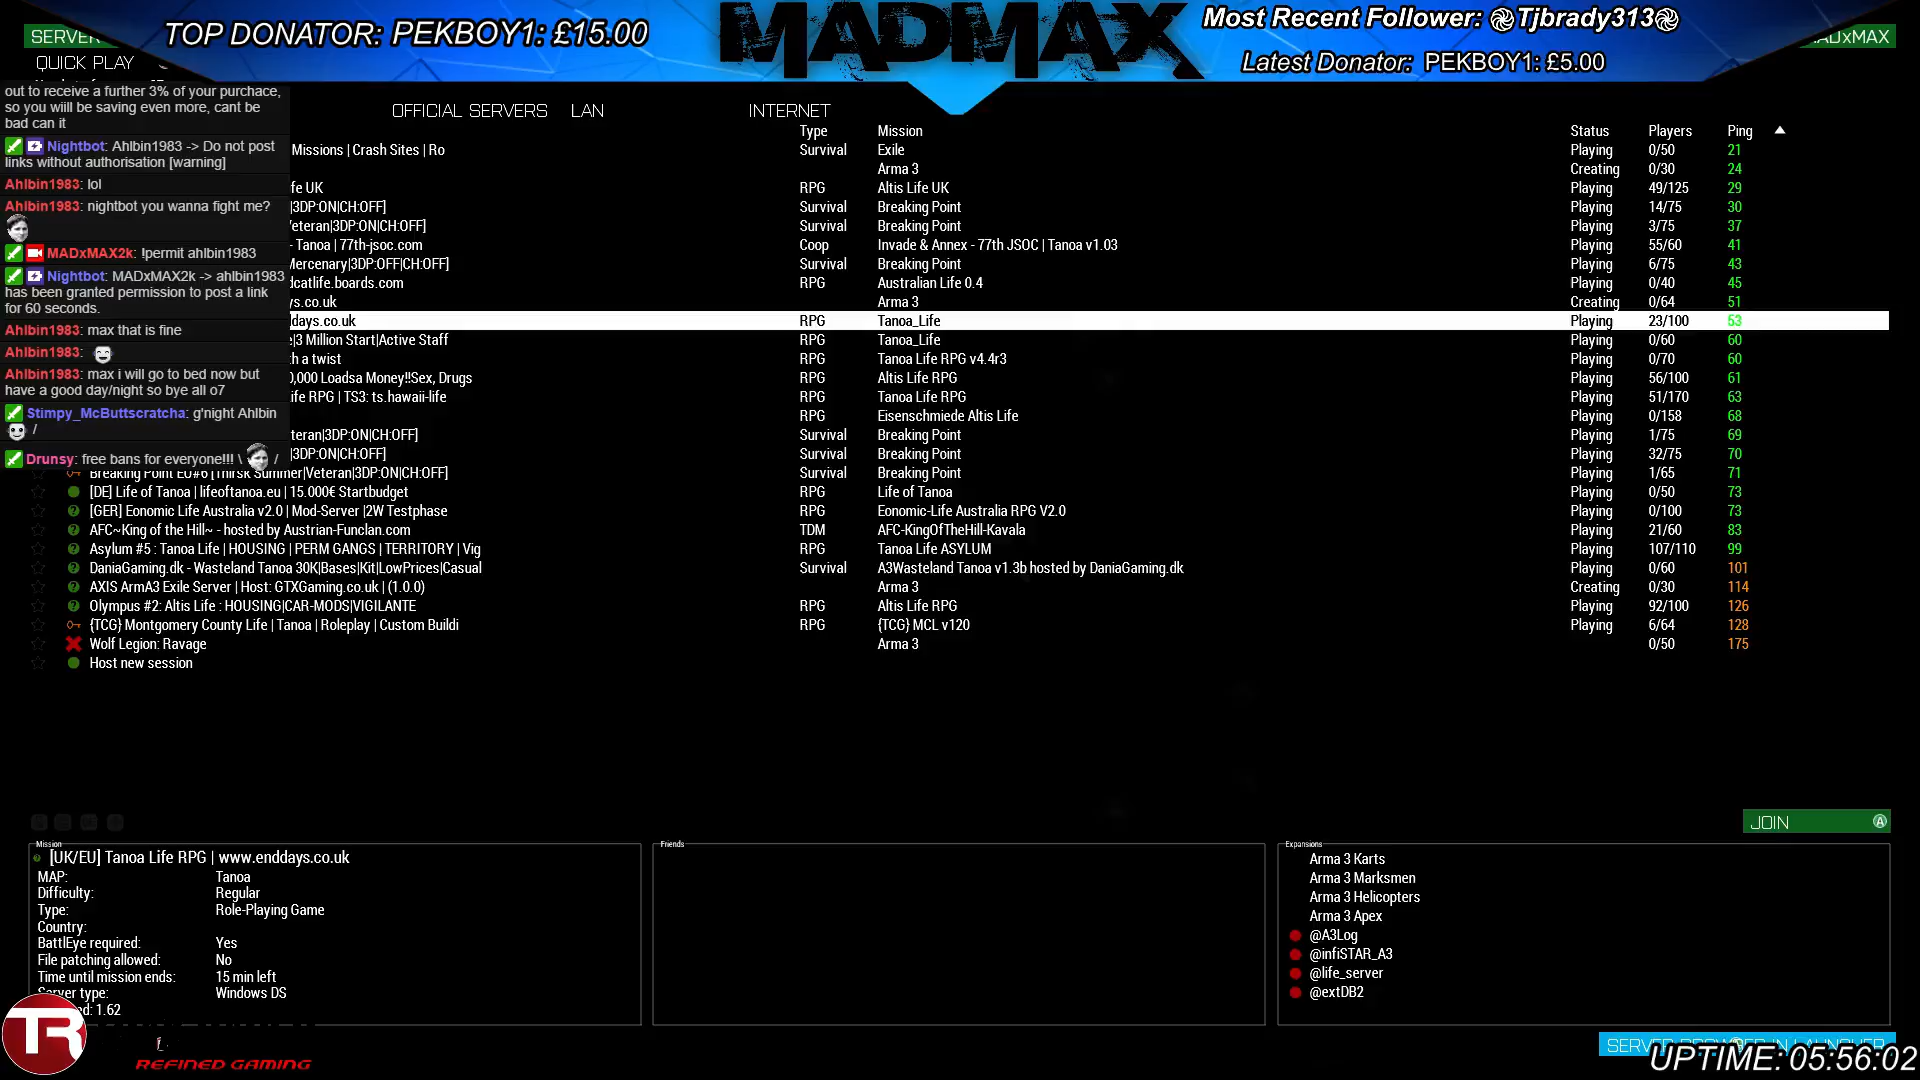 SERVER
TOP DONATOR: PEKBOY1: £15.00
MADMAX
Most Recent Follower: Tjbrady313
Latest Donator: PEKBOY1: £5.00
MADxMAX
QUICK PLAY
out to receive a further 3% of your purchace,
so you wiill be saving even more, cant be
bad can it
Nightbot: Ahlbin1983 -> Do not post
links without authorisation [warning]
Ahlbin1983: lol
Ahlbin1983: nightbot you wanna fight me?
MADxMAX2k: !permit ahlbin1983
Nightbot: MADxMAX2k -> ahlbin1983
has been granted permission to post a link
for 60 seconds.
Ahlbin1983: max that is fine
Ahlbin1983:
Ahlbin1983: max i will go to bed now but
have a good day/night so bye all o7
Stimpy_McButtscratcha: g'night Ahlbin
/
Drunsy: free bans for everyone!!! \ /
OFFICIAL SERVERS LAN INTERNET
Type Mission Status Players Ping
Missions | Crash Sites | Ro Survival Exile Playing 0/50 21
Arma 3 Creating 0/30 24
fe UK RPG Altis Life UK Playing 49/125 29
|3DP:ON|CH:OFF] Survival Breaking Point Playing 14/75 30
/eteran|3DP:ON|CH:OFF] Survival Breaking Point Playing 3/75 37
- Tanoa | 77th-jsoc.com Coop Invade & Annex - 77th JSOC | Tanoa v1.03 Playing 55/60 41
Mercenary|3DP:OFF|CH:OFF] Survival Breaking Point Playing 6/75 43
dcatlife.boards.com RPG Australian Life 0.4 Playing 0/40 45
ys.co.uk Arma 3 Creating 0/64 51
ddays.co.uk RPG Tanoa_Life Playing 23/100 53
e|3 Million Start|Active Staff RPG Tanoa_Life Playing 0/60 60
h a twist RPG Tanoa Life RPG v4.4r3 Playing 0/70 60
0,000 Loadsa Money!!Sex, Drugs RPG Altis Life RPG Playing 56/100 61
ife RPG | TS3: ts.hawaii-life RPG Tanoa Life RPG Playing 51/170 63
RPG Eisenschmiede Altis Life Playing 0/158 68
teran|3DP:ON|CH:OFF] Survival Breaking Point Playing 1/75 69
|3DP:ON|CH:OFF] Survival Breaking Point Playing 32/75 70
Breaking Point EU#6 [Thirsk Summer|Veteran|3DP:ON|CH:OFF] Survival Breaking Point Playing 1/65 71
[DE] Life of Tanoa | lifeoftanoa.eu | 15.000€ Startbudget RPG Life of Tanoa Playing 0/50 73
[GER] Eonomic Life Australia v2.0 | Mod-Server |2W Testphase RPG Eonomic-Life Australia RPG V2.0 Playing 0/100 73
AFC~King of the Hill~ - hosted by Austrian-Funclan.com TDM AFC-KingOfTheHill-Kavala Playing 21/60 83
Asylum #5 : Tanoa Life | HOUSING | PERM GANGS | TERRITORY | Vig RPG Tanoa Life ASYLUM Playing 107/110 99
DaniaGaming.dk - Wasteland Tanoa 30K|Bases|Kit|LowPrices|Casual Survival A3Wasteland Tanoa v1.3b hosted by DaniaGaming.dk Playing 0/60 101
AXIS ArmA3 Exile Server | Host: GTXGaming.co.uk | (1.0.0) Arma 3 Creating 0/30 114
Olympus #2: Altis Life : HOUSING|CAR-MODS|VIGILANTE RPG Altis Life RPG Playing 92/100 126
{TCG} Montgomery County Life | Tanoa | Roleplay | Custom Buildi RPG {TCG} MCL v120 Playing 6/64 128
Wolf Legion: Ravage Arma 3 0/50 175
Host new session
JOIN A
Mission
[UK/EU] Tanoa Life RPG | www.enddays.co.uk
MAP: Tanoa
Difficulty: Regular
Type: Role-Playing Game
Country:
BattlEye required: Yes
File patching allowed: No
Time until mission ends: 15 min left
Server type: Windows DS
ed: 1.62
Friends
Expansions
Arma 3 Karts
Arma 3 Marksmen
Arma 3 Helicopters
Arma 3 Apex
@A3Log
@infiSTAR_A3
@life_server
@extDB2
TR
REFINED GAMING
SERVER BROWSER IN LAUNCHER
UPTIME: 05:56:02